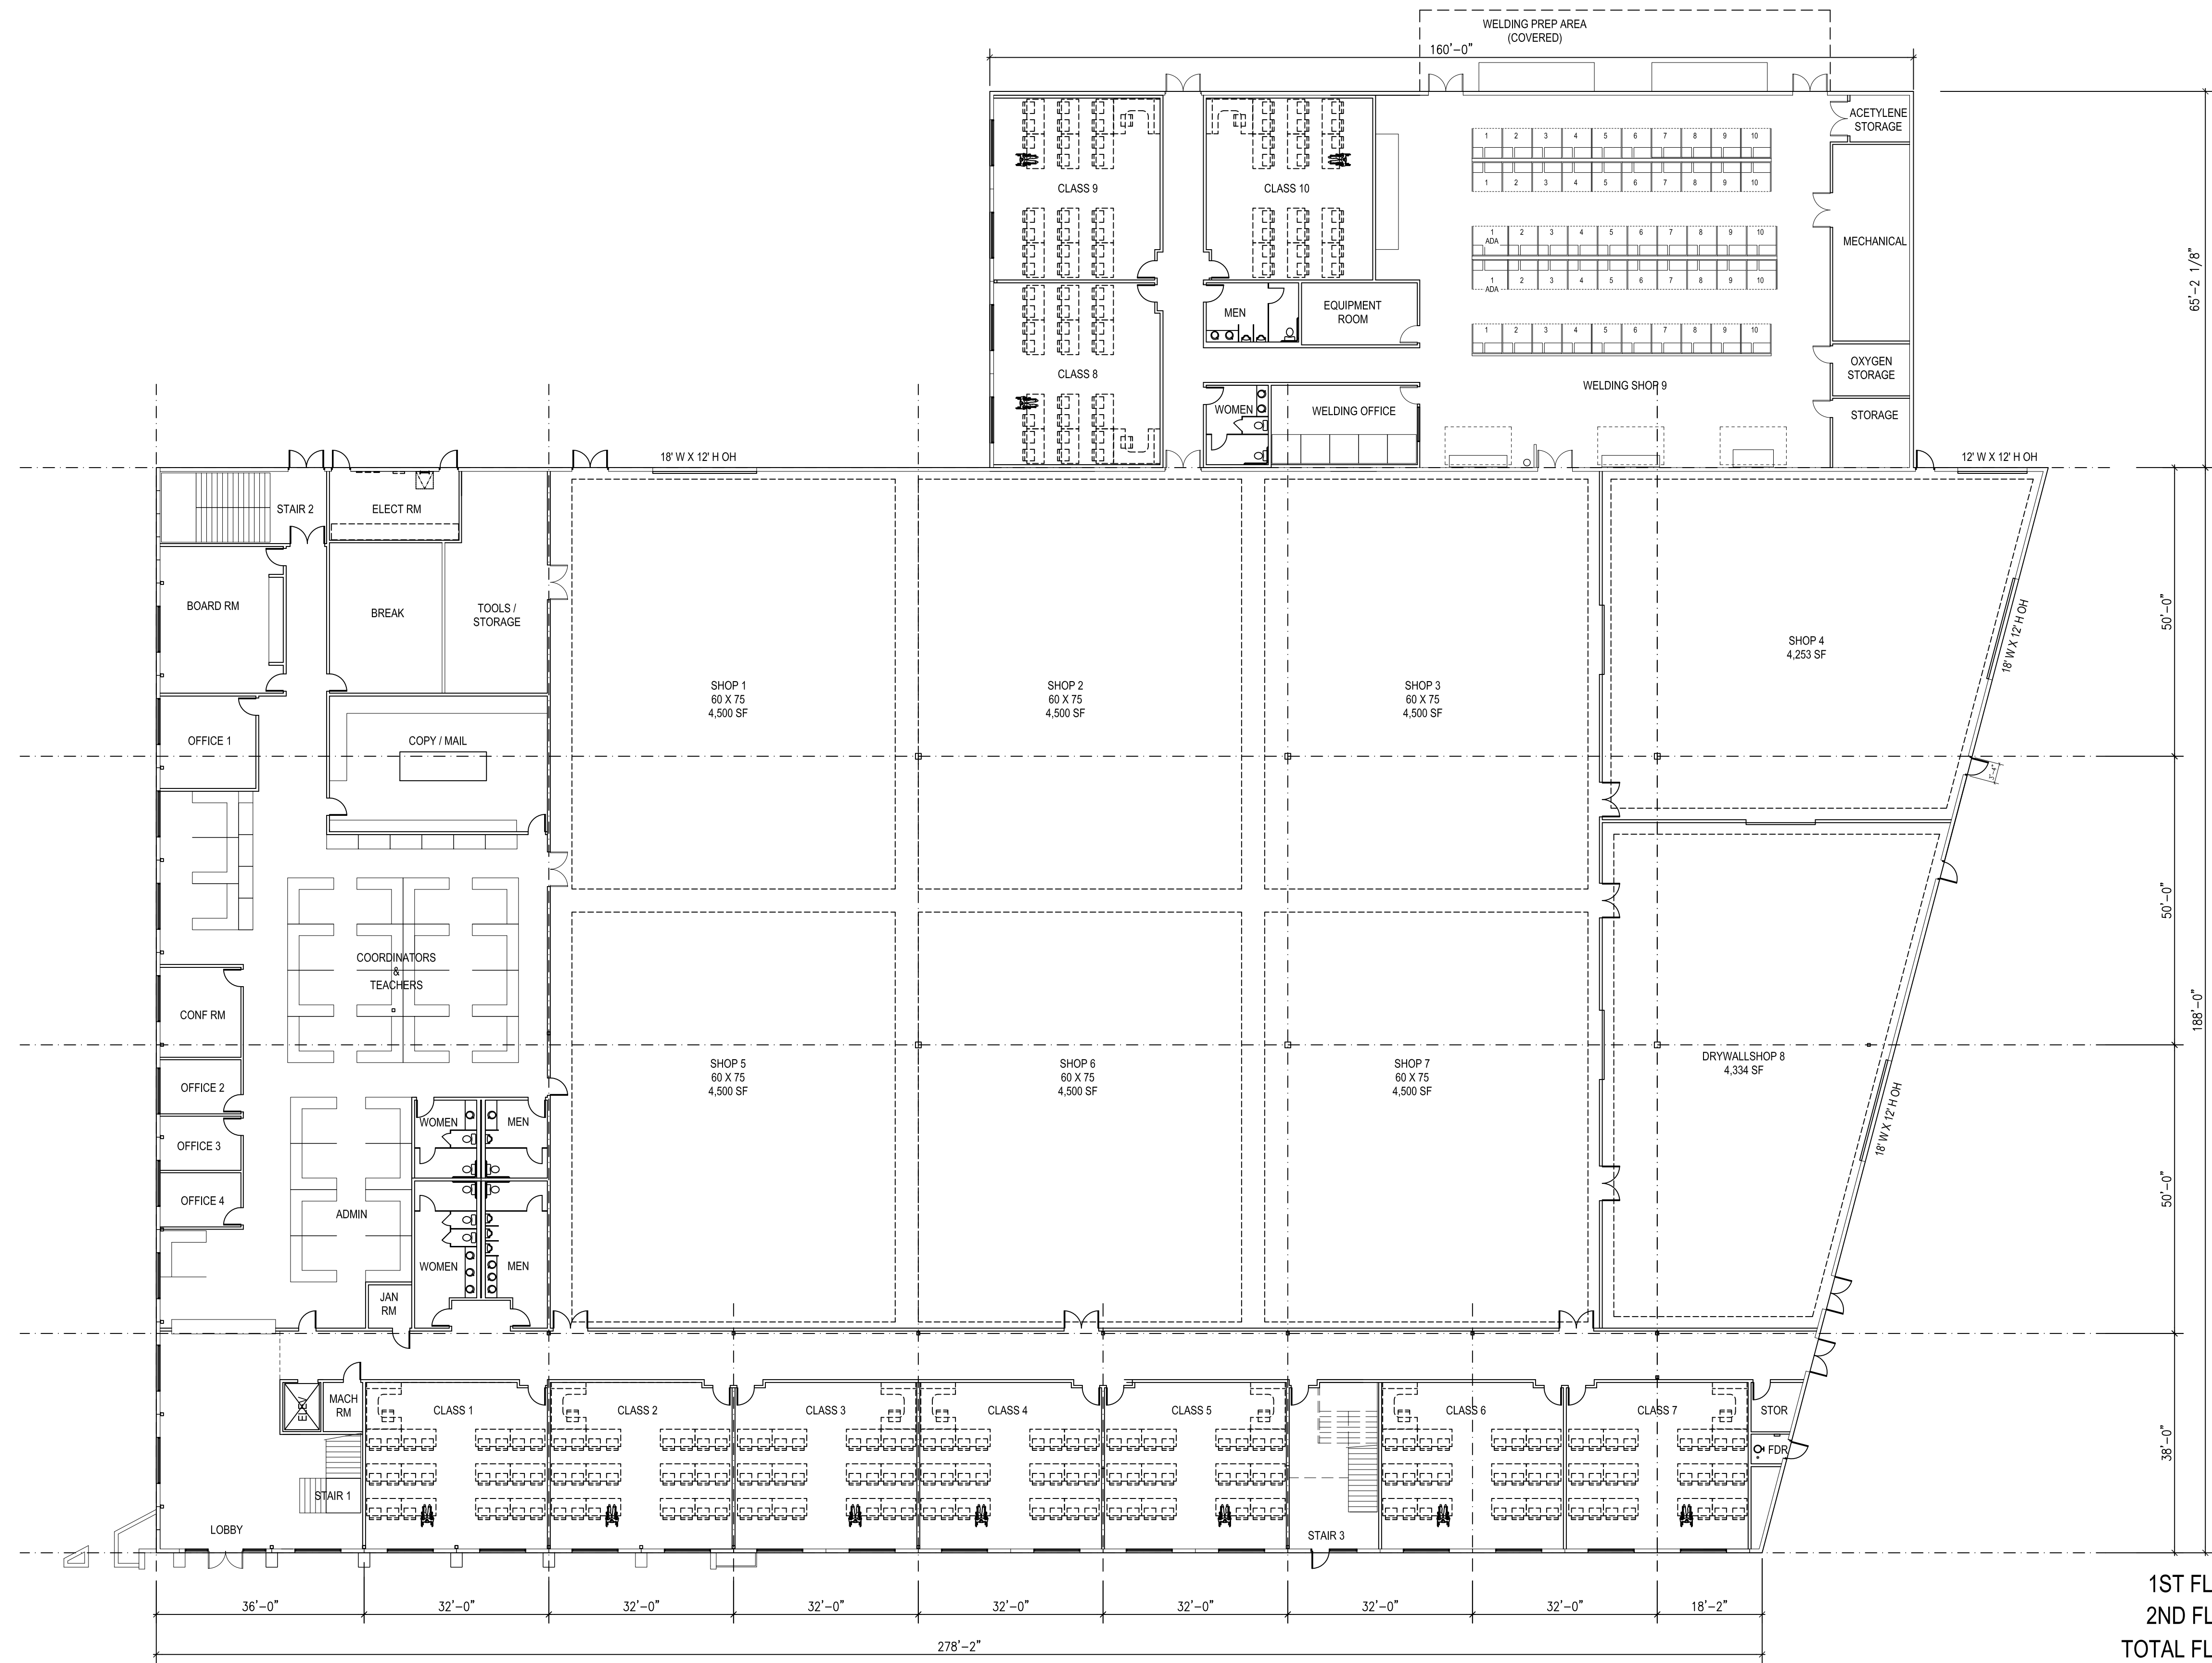 WELDING PREP AREA
(COVERED)
160'-0"
ACETYLENE
STORAGE
1 2 3 4 5 6 7 8 9 10
CLASS 9
CLASS 10
1 2 3 4 5 6 7 8 9 10
1 2 3 4 5 6 7 8 9 10
ADA
MECHANICAL
65'-2 1/8"
1 2 3 4 5 6 7 8 9 10
ADA
MEN
EQUIPMENT
ROOM
1 2 3 4 5 6 7 8 9 10
CLASS 8
OXYGEN
STORAGE
WELDING SHOP 9
WOMEN
WELDING OFFICE
STORAGE
18' W X 12' H OH
12' W X 12' H OH
STAIR 2
ELECT RM
BOARD RM
BREAK
TOOLS /
STORAGE
50'-0"
18' W X 12' H OH
SHOP 4
4,253 SF
SHOP 1
60 X 75
4,500 SF
SHOP 2
60 X 75
4,500 SF
SHOP 3
60 X 75
4,500 SF
OFFICE 1
COPY / MAIL
3'-4"
50'-0"
COORDINATORS
&
TEACHERS
CONF RM
188'-0"
SHOP 5
60 X 75
4,500 SF
SHOP 6
60 X 75
4,500 SF
SHOP 7
60 X 75
4,500 SF
DRYWALLSHOP 8
4,334 SF
18' W X 12' H OH
OFFICE 2
WOMEN
MEN
OFFICE 3
50'-0"
OFFICE 4
ADMIN
WOMEN
MEN
JAN
RM
ELEV
MACH
RM
CLASS 1
CLASS 2
CLASS 3
CLASS 4
CLASS 5
CLASS 6
CLASS 7
STOR
FDR
38'-0"
STAIR 1
LOBBY
STAIR 3
1ST FL
36'-0"
32'-0"
32'-0"
32'-0"
32'-0"
32'-0"
32'-0"
32'-0"
18'-2"
2ND FL
278'-2"
TOTAL FL